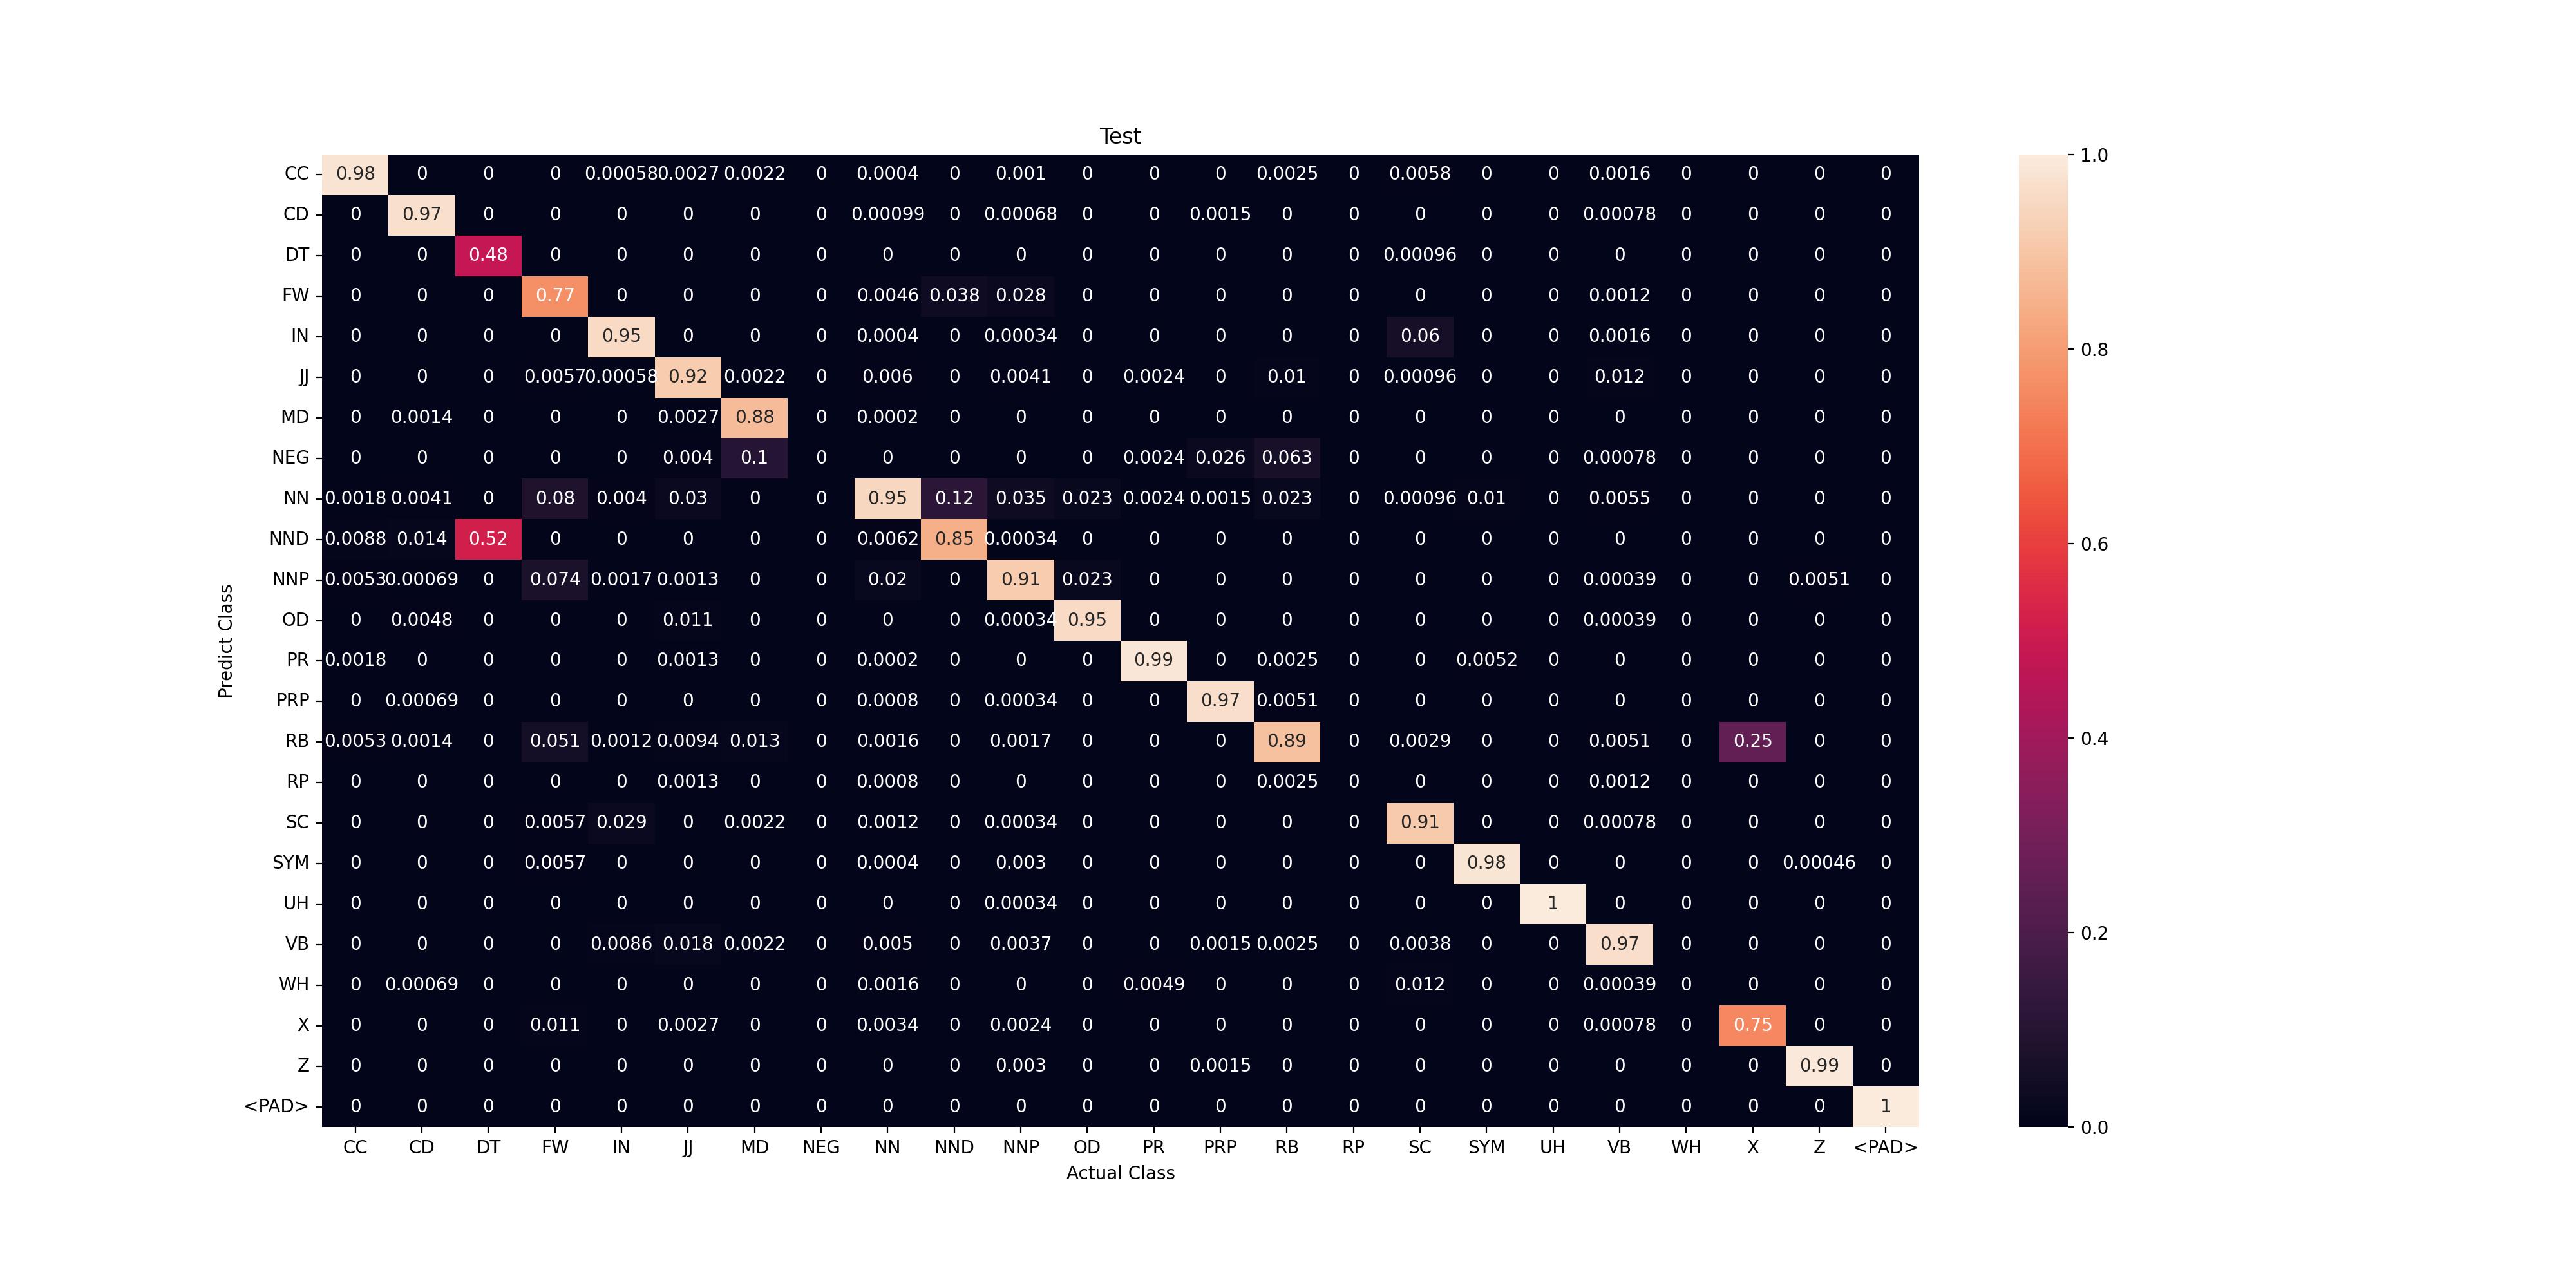 Test
CC 0.98 0 0 0 0.00058 0.0027 0.0022 0 0.0004 0 0.001 0 0 0 0.0025 0 0.0058 0 0 0.0016 0 0 0 0 1.0
CD 0 0.97 0 0 0 0 0 0 0.00099 0 0.00068 0 0 0.0015 0 0 0 0 0 0.00078 0 0 0 0
DT 0 0 0.48 0 0 0 0 0 0 0 0 0 0 0 0 0 0.00096 0 0 0 0 0 0 0
FW 0 0 0 0.77 0 0 0 0 0.0046 0.038 0.028 0 0 0 0 0 0 0 0 0.0012 0 0 0 0
IN 0 0 0 0 0.95 0 0 0 0.0004 0 0.00034 0 0 0 0 0 0.06 0 0 0.0016 0 0 0 0 0.8
JJ 0 0 0 0.0057 0.00058 0.92 0.0022 0 0.006 0 0.0041 0 0.0024 0 0.01 0 0.00096 0 0 0.012 0 0 0 0
MD 0 0.0014 0 0 0 0.0027 0.88 0 0.0002 0 0 0 0 0 0 0 0 0 0 0 0 0 0 0
NEG 0 0 0 0 0 0.004 0.1 0 0 0 0 0 0.0024 0.026 0.063 0 0 0 0 0.00078 0 0 0 0
NN 0.0018 0.0041 0 0.08 0.004 0.03 0 0 0.95 0.12 0.035 0.023 0.0024 0.0015 0.023 0 0.00096 0.01 0 0.0055 0 0 0 0
NND 0.0088 0.014 0.52 0 0 0 0 0 0.0062 0.85 0.00034 0 0 0 0 0 0 0 0 0 0 0 0 0 0.6
NNP 0.0053 0.00069 0 0.074 0.0017 0.0013 0 0 0.02 0 0.91 0.023 0 0 0 0 0 0 0 0.00039 0 0 0.0051 0
OD 0 0.0048 0 0 0 0.011 0 0 0 0 0.00034 0.95 0 0 0 0 0 0 0 0.00039 0 0 0 0
Predict Class
PR 0.0018 0 0 0 0 0.0013 0 0 0.0002 0 0 0 0.99 0 0.0025 0 0 0.0052 0 0 0 0 0 0
PRP 0 0.00069 0 0 0 0 0 0 0.0008 0 0.00034 0 0 0.97 0.0051 0 0 0 0 0 0 0 0 0
RB 0.0053 0.0014 0 0.051 0.0012 0.0094 0.013 0 0.0016 0 0.0017 0 0 0 0.89 0 0.0029 0 0 0.0051 0 0.25 0 0 0.4
RP 0 0 0 0 0 0.0013 0 0 0.0008 0 0 0 0 0 0.0025 0 0 0 0 0.0012 0 0 0 0
SC 0 0 0 0.0057 0.029 0 0.0022 0 0.0012 0 0.00034 0 0 0 0 0 0.91 0 0 0.00078 0 0 0 0
SYM 0 0 0 0.0057 0 0 0 0 0.0004 0 0.003 0 0 0 0 0 0 0.98 0 0 0 0 0.00046 0
UH 0 0 0 0 0 0 0 0 0 0 0.00034 0 0 0 0 0 0 0 1 0 0 0 0 0
VB 0 0 0 0 0.0086 0.018 0.0022 0 0.005 0 0.0037 0 0 0.0015 0.0025 0 0.0038 0 0 0.97 0 0 0 0 0.2
WH 0 0.00069 0 0 0 0 0 0 0.0016 0 0 0 0.0049 0 0 0 0.012 0 0 0.00039 0 0 0 0
X 0 0 0 0.011 0 0.0027 0 0 0.0034 0 0.0024 0 0 0 0 0 0 0 0 0.00078 0 0.75 0 0
Z 0 0 0 0 0 0 0 0 0 0 0.003 0 0 0.0015 0 0 0 0 0 0 0 0 0.99 0
<PAD> 0 0 0 0 0 0 0 0 0 0 0 0 0 0 0 0 0 0 0 0 0 0 0 1 0.0
CC CD DT FW IN JJ MD NEG NN NND NNP OD PR PRP RB RP SC SYM UH VB WH X Z <PAD>
Actual Class